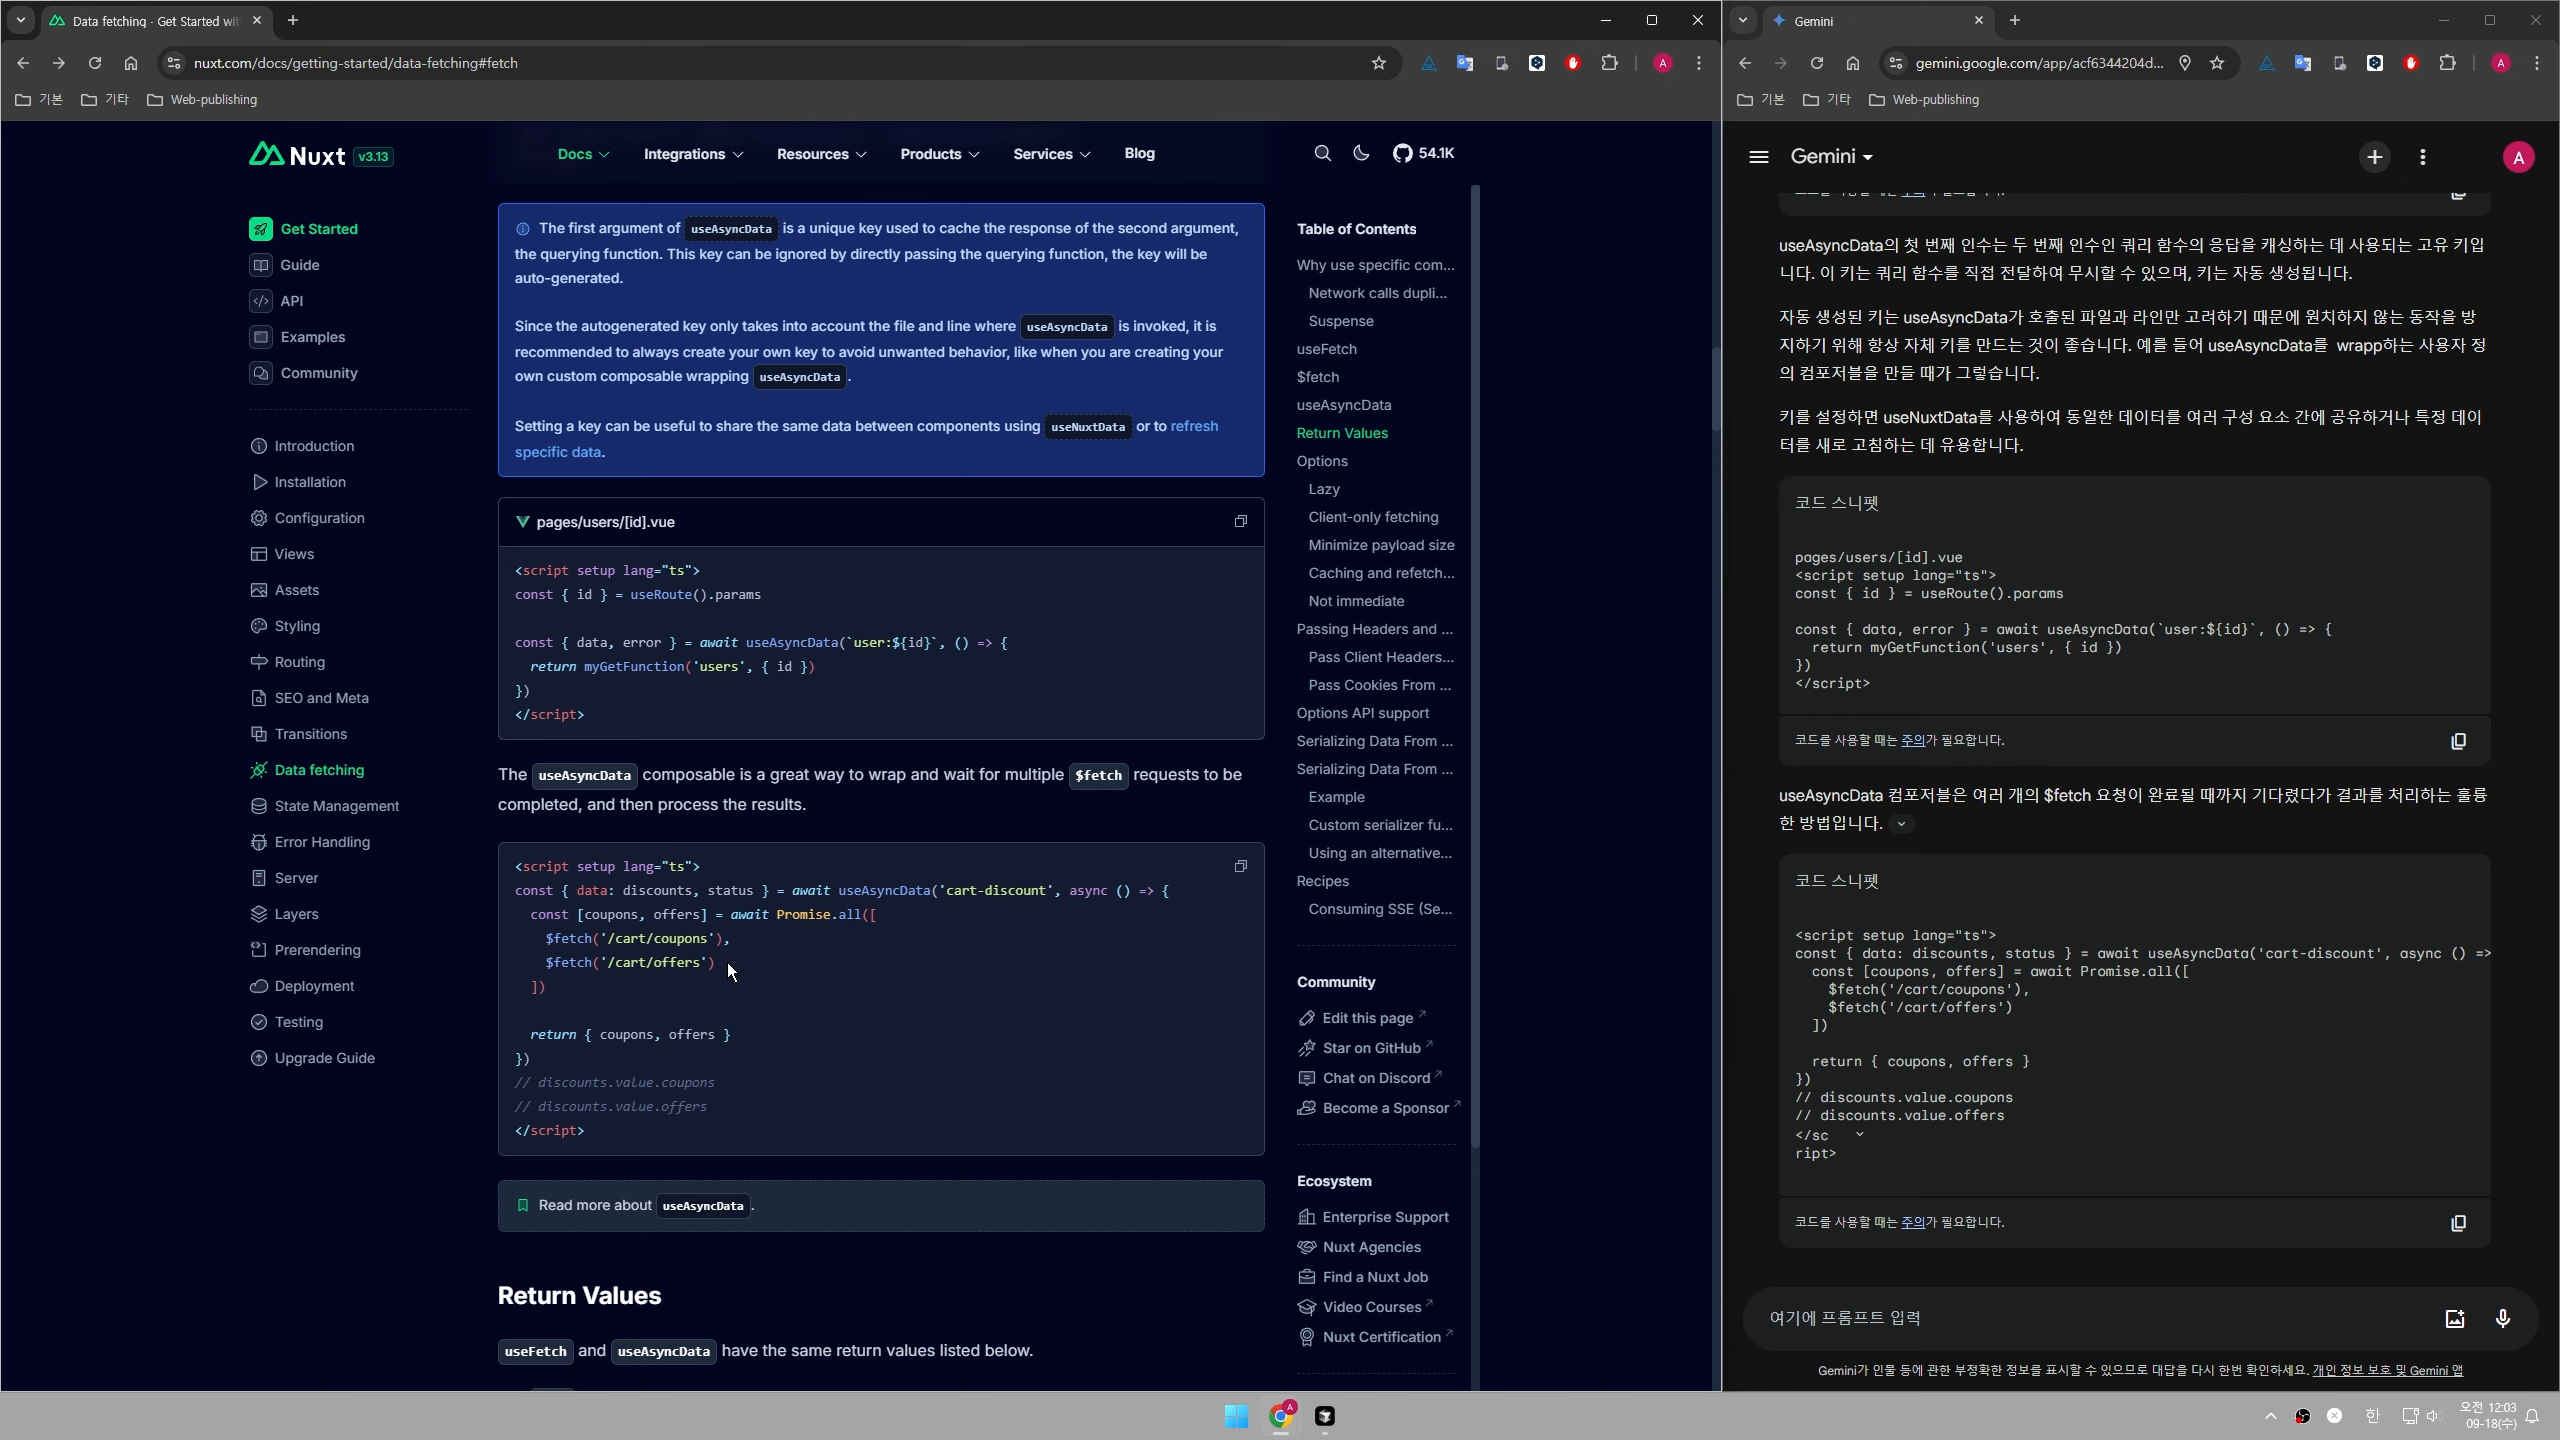 Data fetching · Get Started wit
nuxt.com/docs/getting-started/data-fetching#fetch
A
기본
기타
Web-publishing
Nuxt
v3.13
Docs
Integrations
Resources
Products
Services
Blog
54.1K
Get Started
Guide
API
Examples
Community
Introduction
Installation
Configuration
Views
Assets
Styling
Routing
SEO and Meta
Transitions
Data fetching
State Management
Error Handling
Server
Layers
Prerendering
Deployment
Testing
Upgrade Guide
The first argument of useAsyncData is a unique key used to cache the response of the second argument,
the querying function. This key can be ignored by directly passing the querying function, the key will be
auto-generated.
Since the autogenerated key only takes into account the file and line where useAsyncData is invoked, it is
recommended to always create your own key to avoid unwanted behavior, like when you are creating your
own custom composable wrapping useAsyncData.
Setting a key can be useful to share the same data between components using useNuxtData or to refresh
specific data.
pages/users/[id].vue
<script setup lang="ts">
const { id } = useRoute().params
const { data, error } = await useAsyncData(`user:${id}`, () => {
  return myGetFunction('users', { id })
})
</script>
The useAsyncData composable is a great way to wrap and wait for multiple $fetch requests to be
completed, and then process the results.
<script setup lang="ts">
const { data: discounts, status } = await useAsyncData('cart-discount', async () => {
  const [coupons, offers] = await Promise.all([
    $fetch('/cart/coupons'),
    $fetch('/cart/offers')
  ])
  return { coupons, offers }
})
// discounts.value.coupons
// discounts.value.offers
</script>
Read more about useAsyncData.
Return Values
useFetch and useAsyncData have the same return values listed below.
Table of Contents
Why use specific com...
Network calls dupli...
Suspense
useFetch
$fetch
useAsyncData
Return Values
Options
Lazy
Client-only fetching
Minimize payload size
Caching and refetch...
Not immediate
Passing Headers and ...
Pass Client Headers...
Pass Cookies From ...
Options API support
Serializing Data From ...
Serializing Data From ...
Example
Custom serializer fu...
Using an alternative...
Recipes
Consuming SSE (Se...
Community
Edit this page
Star on GitHub
Chat on Discord
Become a Sponsor
Ecosystem
Enterprise Support
Nuxt Agencies
Find a Nuxt Job
Video Courses
Nuxt Certification
Gemini
gemini.google.com/app/acf6344204d...
A
기본
기타
Web-publishing
Gemini
A
useAsyncData의 첫 번째 인수는 두 번째 인수인 쿼리 함수의 응답을 캐싱하는 데 사용되는 고유 키입
니다. 이 키는 쿼리 함수를 직접 전달하여 무시할 수 있으며, 키는 자동 생성됩니다.
자동 생성된 키는 useAsyncData가 호출된 파일과 라인만 고려하기 때문에 원치하지 않는 동작을 방
지하기 위해 항상 자체 키를 만드는 것이 좋습니다. 예를 들어 useAsyncData를 wrapp하는 사용자 정
의 컴포저블을 만들 때가 그렇습니다.
키를 설정하면 useNuxtData를 사용하여 동일한 데이터를 여러 구성 요소 간에 공유하거나 특정 데이
터를 새로 고침하는 데 유용합니다.
코드 스니펫
pages/users/[id].vue
<script setup lang="ts">
const { id } = useRoute().params
const { data, error } = await useAsyncData(`user:${id}`, () => {
  return myGetFunction('users', { id })
})
</script>
코드를 사용할 때는 주의가 필요합니다.
useAsyncData 컴포저블은 여러 개의 $fetch 요청이 완료될 때까지 기다렸다가 결과를 처리하는 훌륭
한 방법입니다.
코드 스니펫
<script setup lang="ts">
const { data: discounts, status } = await useAsyncData('cart-discount', async () =>
  const [coupons, offers] = await Promise.all([
    $fetch('/cart/coupons'),
    $fetch('/cart/offers')
  ])
  return { coupons, offers }
})
// discounts.value.coupons
// discounts.value.offers
</sc
ript>
코드를 사용할 때는 주의가 필요합니다.
여기에 프롬프트 입력
Gemini가 인물 등에 관한 부정확한 정보를 표시할 수 있으므로 대답을 다시 한번 확인하세요. 개인 정보 보호 및 Gemini 앱
A
한
오전 12:03
09-18(수)